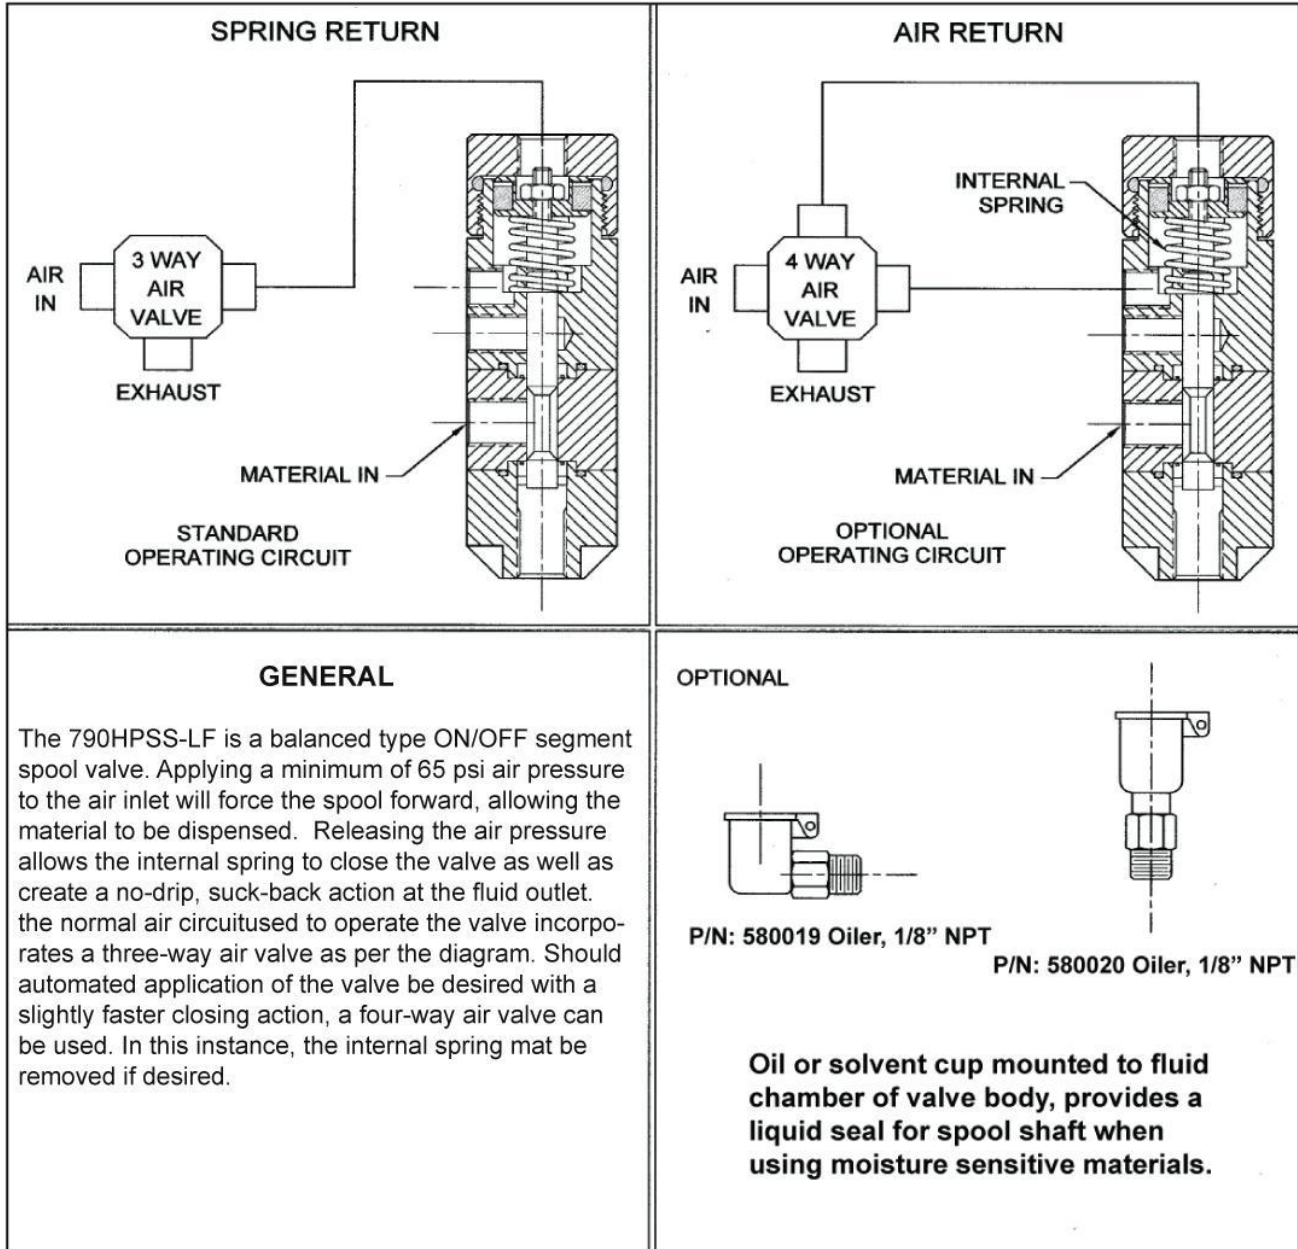 SPRING RETURN
3 WAY
AIR
VALVE
AIR
IN
EXHAUST
MATERIAL IN
STANDARD
OPERATING CIRCUIT
AIR RETURN
INTERNAL
SPRING
4 WAY
AIR
VALVE
AIR
IN
EXHAUST
MATERIAL IN
OPTIONAL
OPERATING CIRCUIT
GENERAL
The 790HPSS-LF is a balanced type ON/OFF segment
spool valve. Applying a minimum of 65 psi air pressure
to the air inlet will force the spool forward, allowing the
material to be dispensed.  Releasing the air pressure
allows the internal spring to close the valve as well as
create a no-drip, suck-back action at the fluid outlet.
the normal air circuitused to operate the valve incorpo-
rates a three-way air valve as per the diagram. Should
automated application of the valve be desired with a
slightly faster closing action, a four-way air valve can
be used. In this instance, the internal spring mat be
removed if desired.
OPTIONAL
P/N: 580019 Oiler, 1/8” NPT
P/N: 580020 Oiler, 1/8” NPT
Oil or solvent cup mounted to fluid
chamber of valve body, provides a
liquid seal for spool shaft when
using moisture sensitive materials.